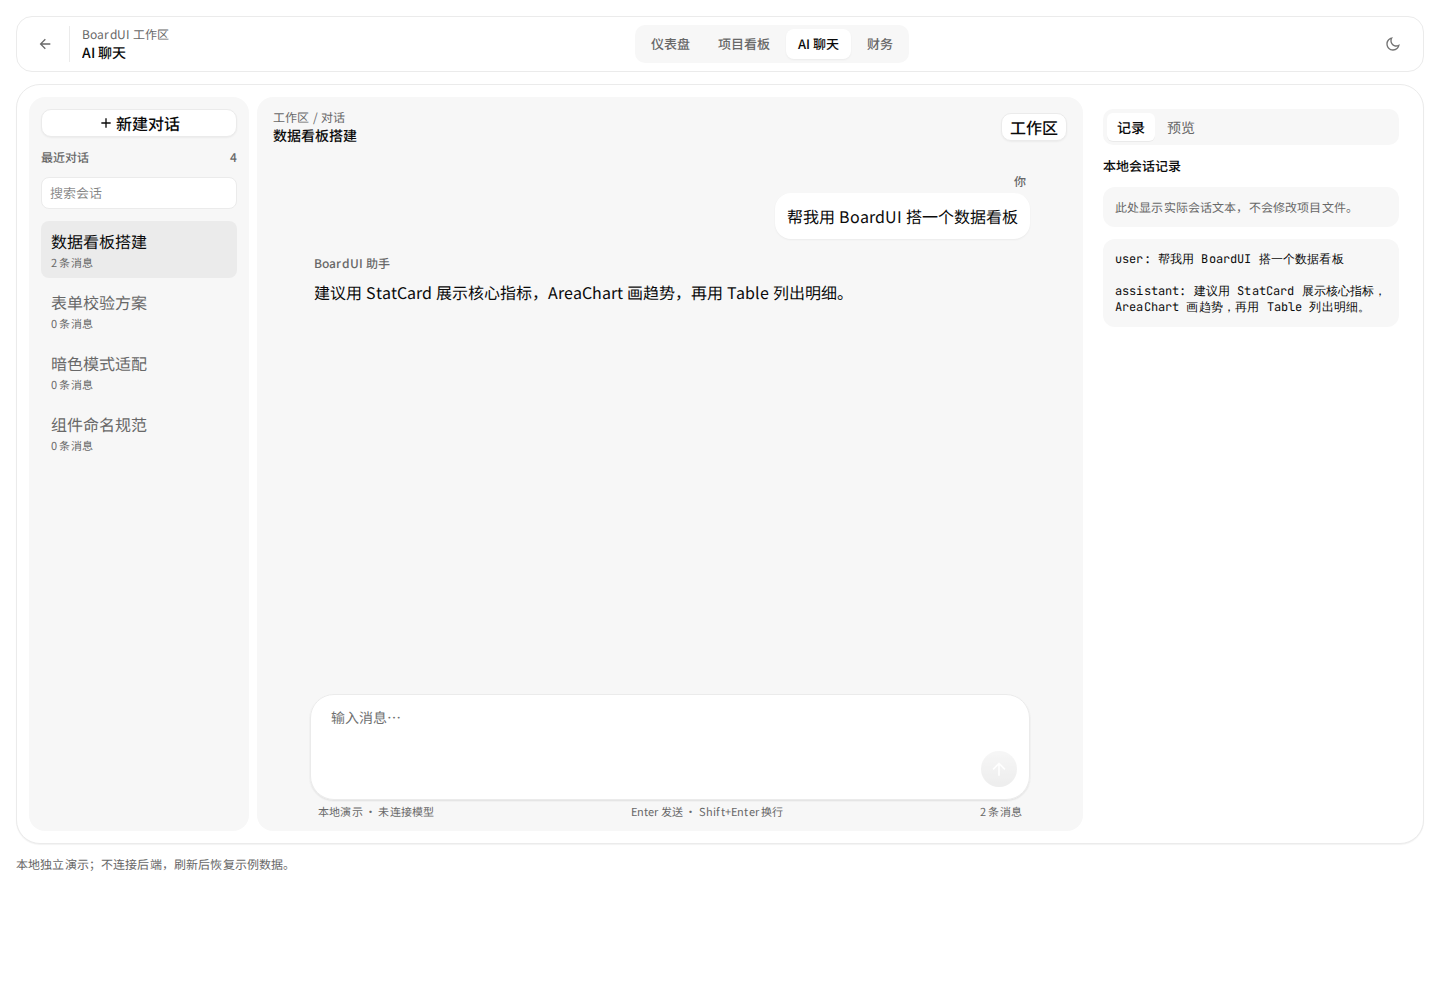 BoardUI 工作区
AI 聊天
仪表盘
项目看板
AI 聊天
财务
新建对话
最近对话
4
搜索会话
数据看板搭建
2 条消息
表单校验方案
0 条消息
暗色模式适配
0 条消息
组件命名规范
0 条消息
工作区 / 对话
数据看板搭建
工作区
你
帮我用 BoardUI 搭一个数据看板
BoardUI 助手
建议用 StatCard 展示核心指标，AreaChart 画趋势，再用 Table 列出明细。
输入消息…
本地演示 · 未连接模型
Enter 发送 · Shift+Enter 换行
2 条消息
记录
预览
本地会话记录
此处显示实际会话文本，不会修改项目文件。
user: 帮我用 BoardUI 搭一个数据看板
assistant: 建议用 StatCard 展示核心指标，
AreaChart 画趋势，再用 Table 列出明细。
本地独立演示；不连接后端，刷新后恢复示例数据。